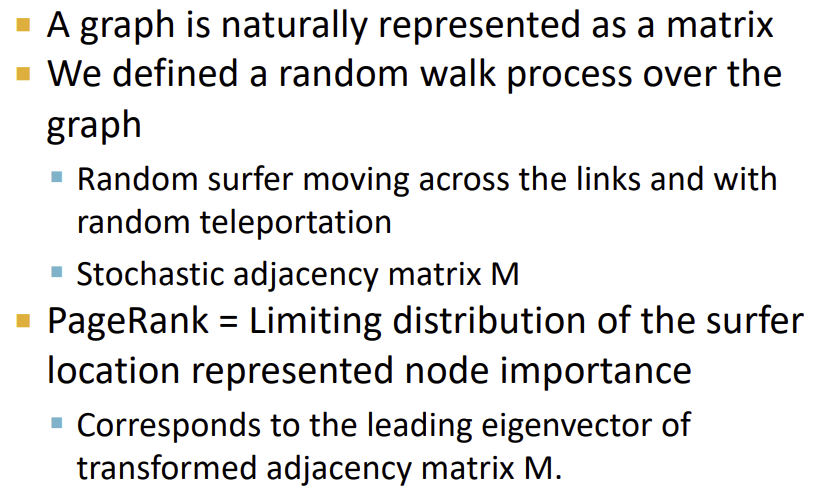 A graph is naturally represented as a matrix
We defined a random walk process over the
graph
Random surfer moving across the links and with
random teleportation
Stochastic adjacency matrix M
PageRank = Limiting distribution of the surfer
location represented node importance
Corresponds to the leading eigenvector of
transformed adjacency matrix M.